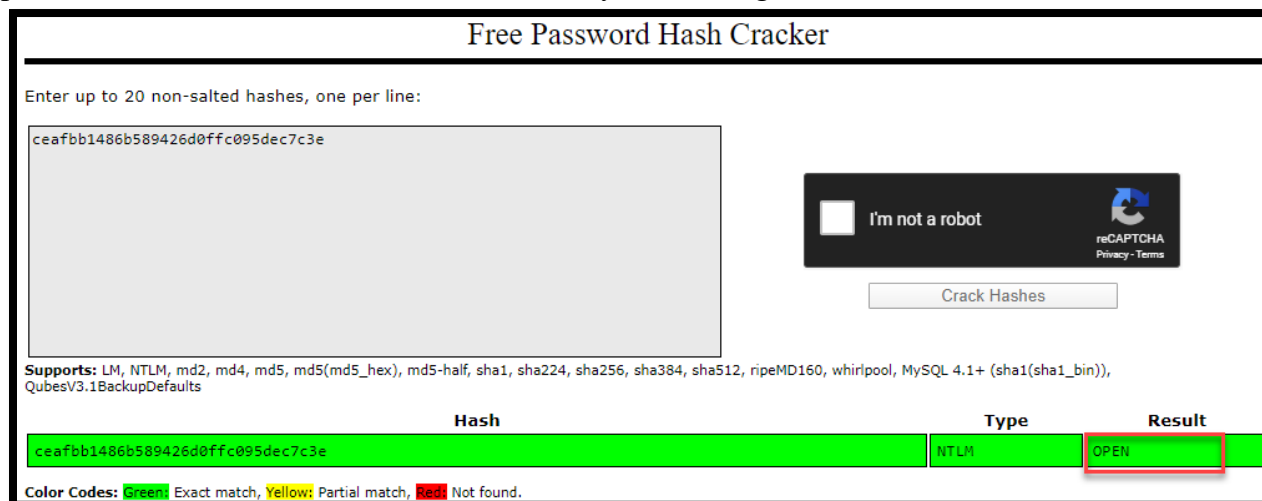 Free Password Hash Cracker
Enter up to 20 non-salted hashes, one per line:
ceafbb1486b589426d0ffc095dec7c3e
I'm not a robot
reCAPTCHA
Privacy - Terms
Crack Hashes
Supports: LM, NTLM, md2, md4, md5, md5(md5_hex), md5-half, sha1, sha224, sha256, sha384, sha512, ripeMD160, whirlpool, MySQL 4.1+ (sha1(sha1_bin)),
QubesV3.1BackupDefaults
Hash Type Result
ceafbb1486b589426d0ffc095dec7c3e NTLM OPEN
Color Codes: Green: Exact match, Yellow: Partial match, Red: Not found.